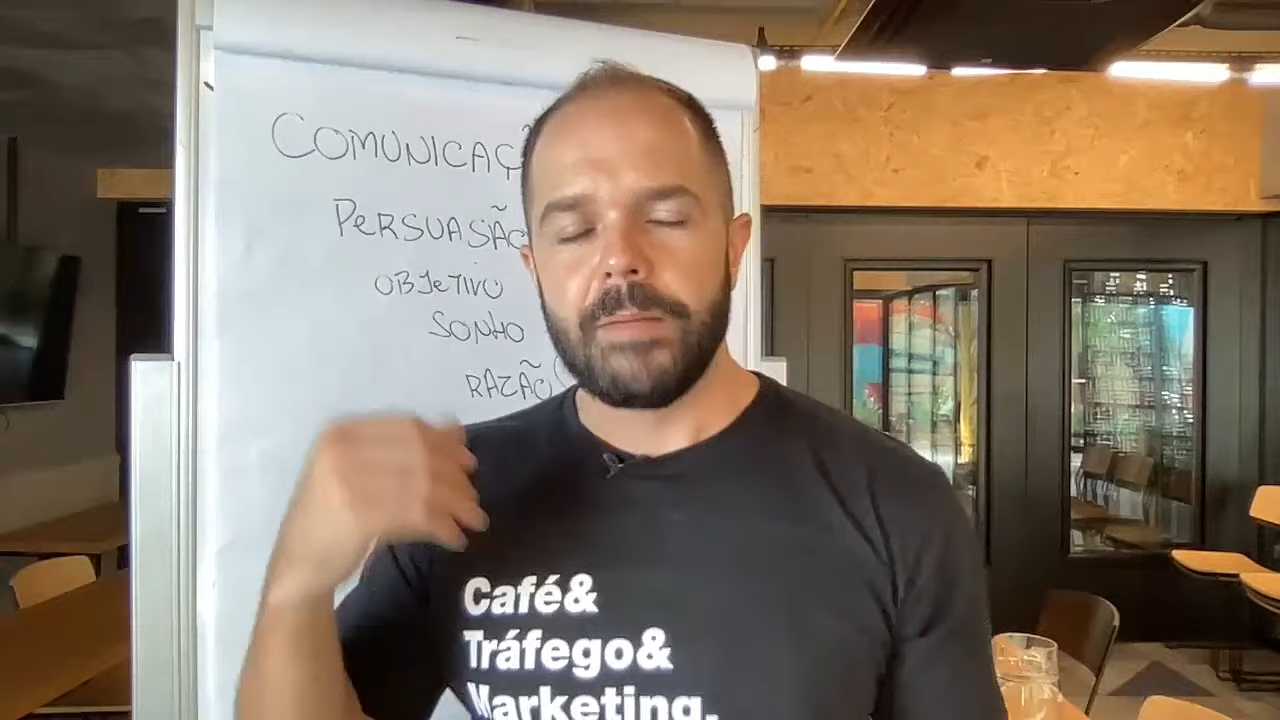 COMUNICAÇ
PERSUASÃO
OBJETIVO
SONHO
RAZÃO
Café&
Tráfego&
Marketing.